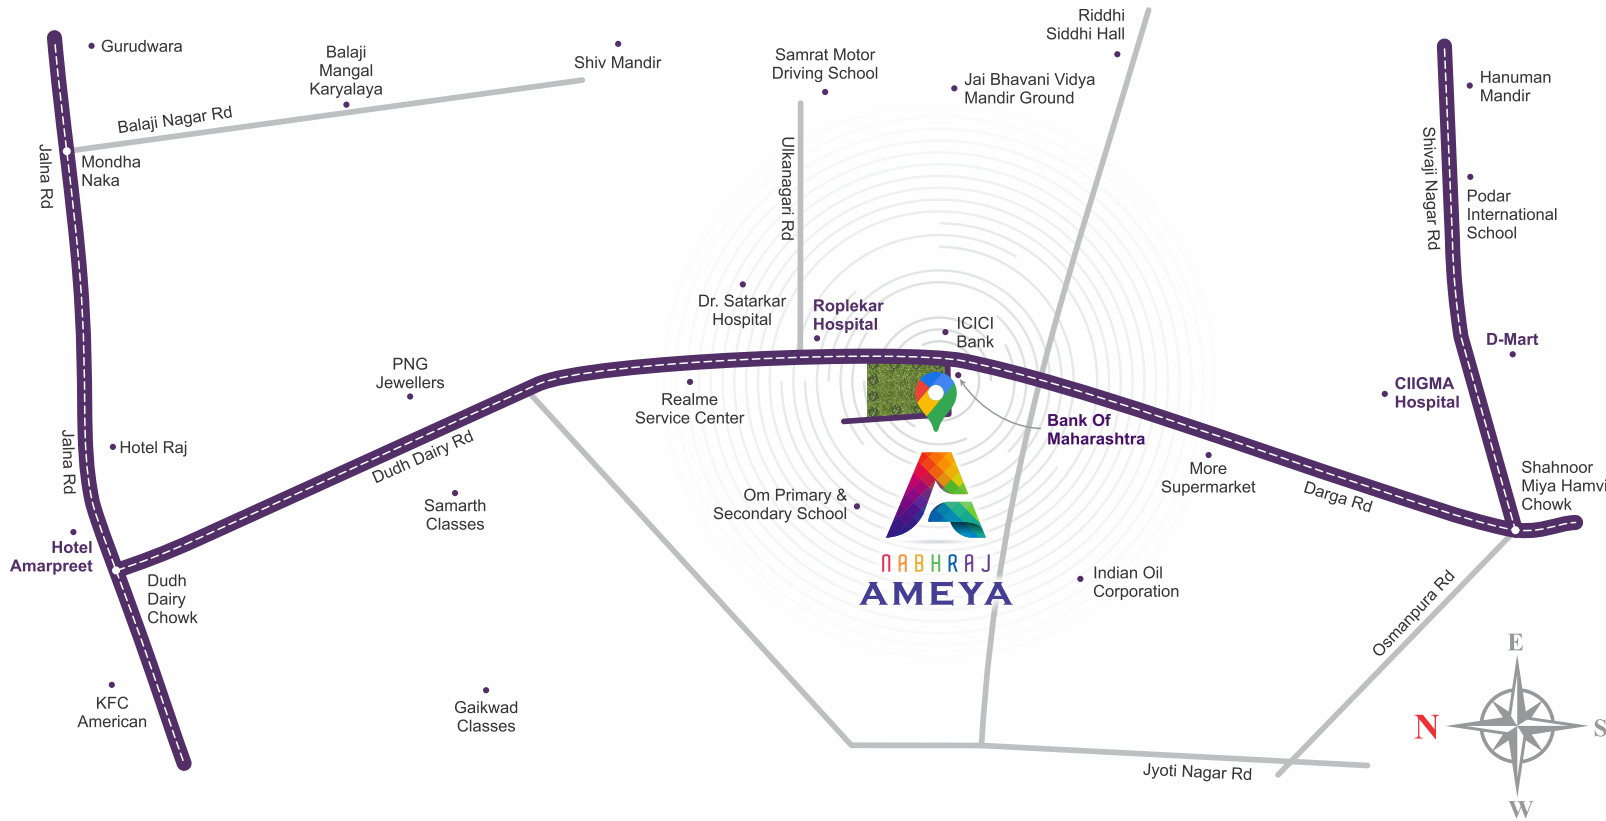 Riddhi
Siddhi Hall
Gurudwara
Balaji
Mangal
Karyalaya
Shiv Mandir
Samrat Motor
Driving School
Jai Bhavani Vidya
Mandir Ground
Hanuman
Mandir
Balaji Nagar Rd
Jalna Rd
Mondha
Naka
Ulkanagari Rd
Shivaji Nagar Rd
Podar
International
School
Dr. Satarkar
Hospital
Roplekar
Hospital
ICICI
Bank
D-Mart
PNG
Jewellers
Realme
Service Center
CIIGMA
Hospital
Bank Of
Maharashtra
Jalna Rd
Hotel Raj
Dudh Dairy Rd
More
Supermarket
Darga Rd
Shahnoor
Miya Hamvi
Chowk
Samarth
Classes
Om Primary &
Secondary School
Hotel
Amarpreet
NABHRAJ
AMEYA
Dudh
Dairy
Chowk
Indian Oil
Corporation
Osmanpura Rd
KFC
American
Gaikwad
Classes
Jyoti Nagar Rd
E
N
S
W